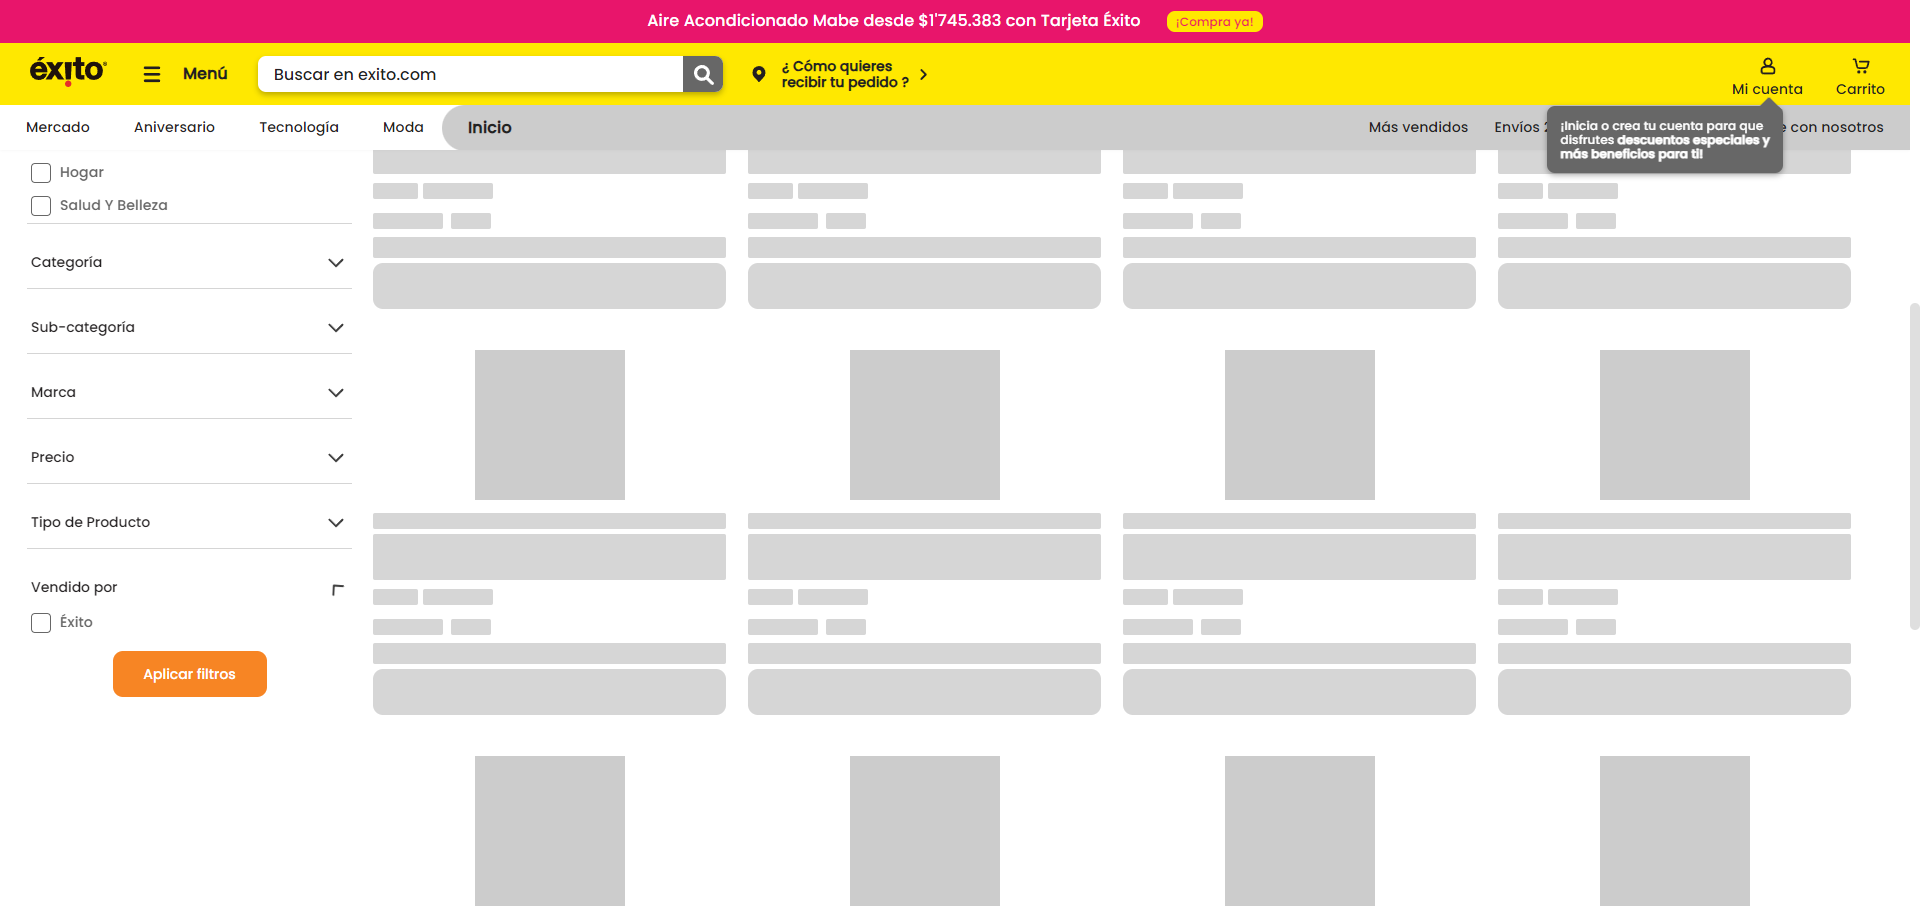 Aire Acondicionado Mabe desde $1'745.383 con Tarjeta Éxito ¡Compra ya!
éxito
Menú
Buscar en exito.com
¿ Cómo quieres
recibir tu pedido ?
Mi cuenta
Carrito
Mercado
Aniversario
Tecnología
Moda
Inicio
Más vendidos
Envíos
con nosotros
¡Inicia o crea tu cuenta para que
disfrutes descuentos especiales y
más beneficios para ti!
Hogar
Salud Y Belleza
Categoría
Sub-categoría
Marca
Precio
Tipo de Producto
Vendido por
Éxito
Aplicar filtros